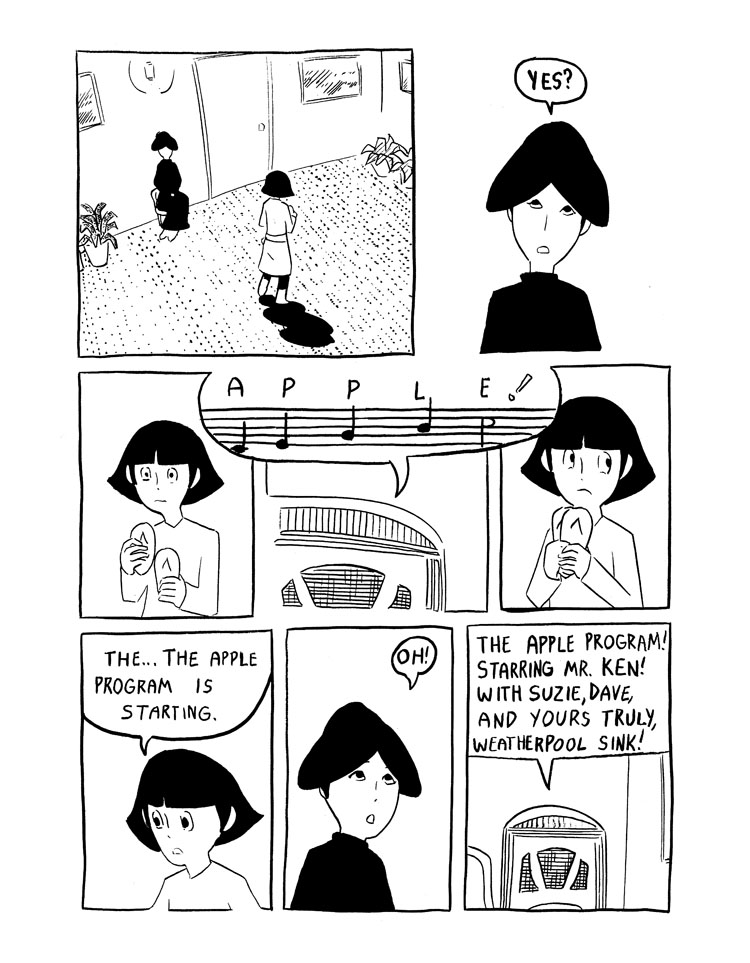 YES?
A P P L E!
THE... THE APPLE
PROGRAM IS
STARTING.
OH!
THE APPLE PROGRAM!
STARRING MR. KEN!
WITH SUZIE, DAVE,
AND YOURS TRULY,
WEATHERPOOL SINK!